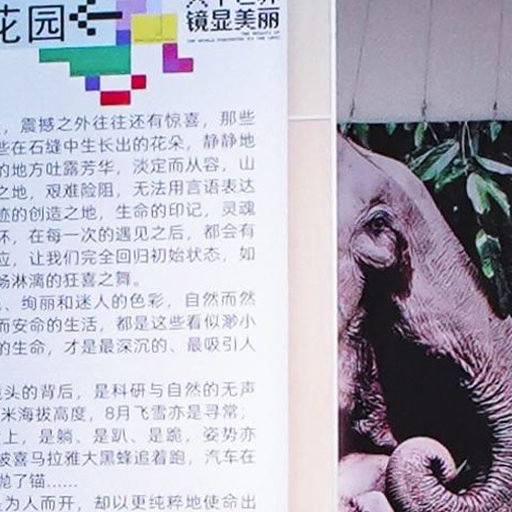 花园
镜显美丽
，震撼之外往往还有惊喜，那些
些在石缝中生长出的花朵，静静地
的地方吐露芳华，淡定而从容，山
之地，艰难险阻，无法用言语表达
迹的创造之地，生命的印记，灵魂
怀，在每一次的遇见之后，都会有
应，让我们完全回归初始状态，如
畅淋漓的狂喜之舞。
、绚丽和迷人的色彩，自然而然
而安命的生活，都是这些看似渺小
的生命，才是最深沉的、最吸引人
镜头的背后，是科研与自然的无声
米海拔高度，8月飞雪亦是寻常；
上，是躺、是趴、是跪，姿势亦
被喜马拉雅大黑蜂追着跑，汽车在
抛了锚……
为人而开，却以更纯粹地使命出